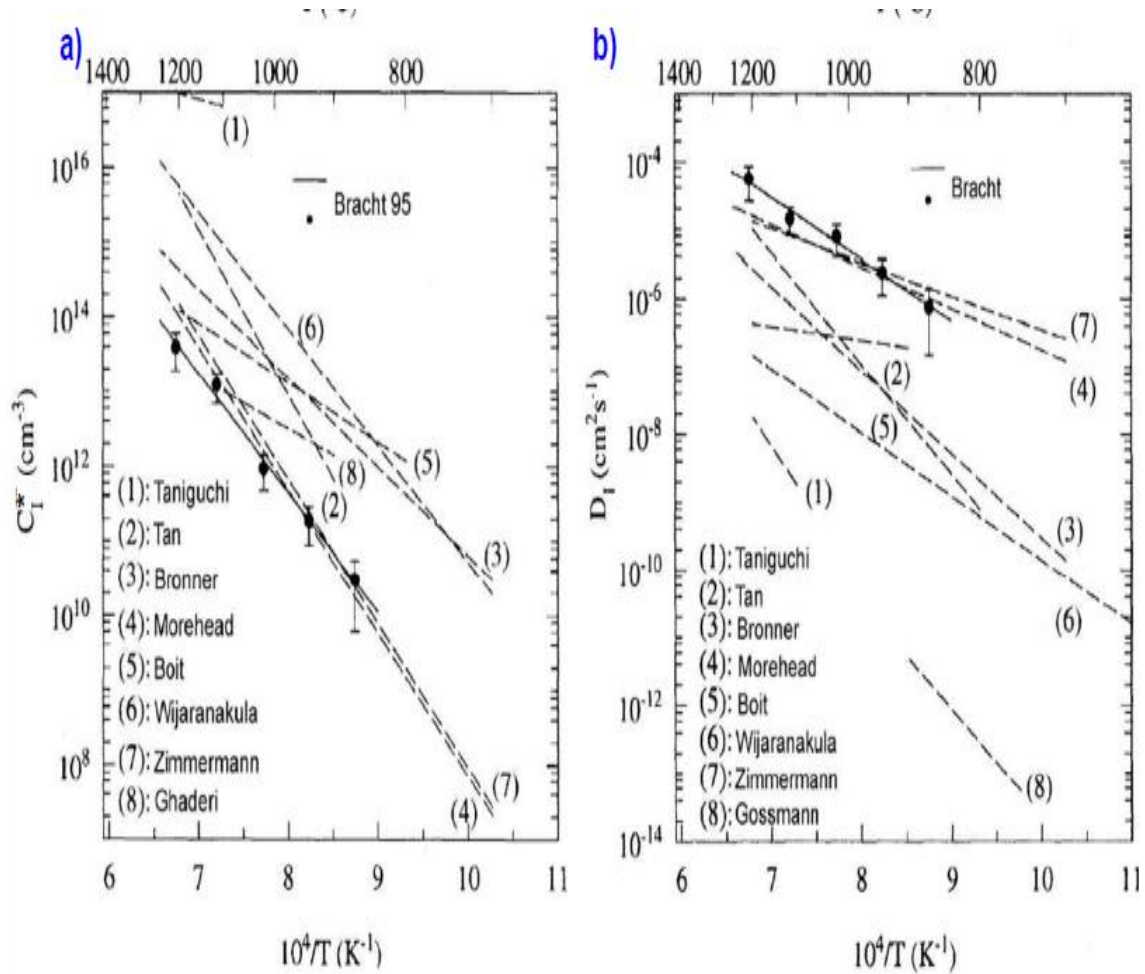 a)
1400 1200 1000 800
10^16
10^14
10^12
10^10
10^8
C_I^* (cm^-3)
(1)
Bracht 95
(6)
(5)
(8)
(2)
(3)
(7)
(4)
(1): Taniguchi
(2): Tan
(3): Bronner
(4): Morehead
(5): Boit
(6): Wijaranakula
(7): Zimmermann
(8): Ghaderi
6 7 8 9 10 11
10^4/T (K^-1)
b)
1400 1200 1000 800
10^-4
10^-6
10^-8
10^-10
10^-12
10^-14
D_I (cm^2s^-1)
Bracht
(7)
(4)
(2)
(5)
(1)
(3)
(6)
(8)
(1): Taniguchi
(2): Tan
(3): Bronner
(4): Morehead
(5): Boit
(6): Wijaranakula
(7): Zimmermann
(8): Gossmann
6 7 8 9 10 11
10^4/T (K^-1)